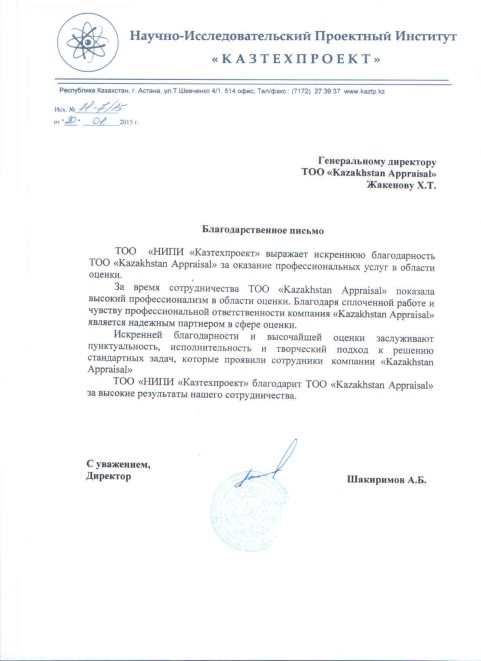 Научно-Исследовательский Проектный Институт
«КАЗТЕХПРОЕКТ»
Республика Казахстан, г. Астана, ул.Т.Шевченко 4/1, 514 офис, Тел/факс.: (7172) 27 39 37 www.kaztp.kz
Исх. № 11-7/15
от "20" 01 2015 г.
Генеральному директору
ТОО «Kazakhstan Appraisal»
Жакенову Х.Т.
Благодарственное письмо
ТОО «НИПИ «Казтехпроект» выражает искреннюю благодарность
ТОО «Kazakhstan Appraisal» за оказание профессиональных услуг в области
оценки.
За время сотрудничества ТОО «Kazakhstan Appraisal» показала
высокий профессионализм в области оценки. Благодаря сплоченной работе и
чувству профессиональной ответственности компания «Kazakhstan Appraisal»
является надежным партнером в сфере оценки.
Искренней благодарности и высочайшей оценки заслуживают
пунктуальность, исполнительность и творческий подход к решению
стандартных задач, которые проявили сотрудники компании «Kazakhstan
Appraisal»
ТОО «НИПИ «Казтехпроект» благодарит ТОО «Kazakhstan Appraisal»
за высокие результаты нашего сотрудничества.
С уважением,
Директор
Шакиримов А.Б.